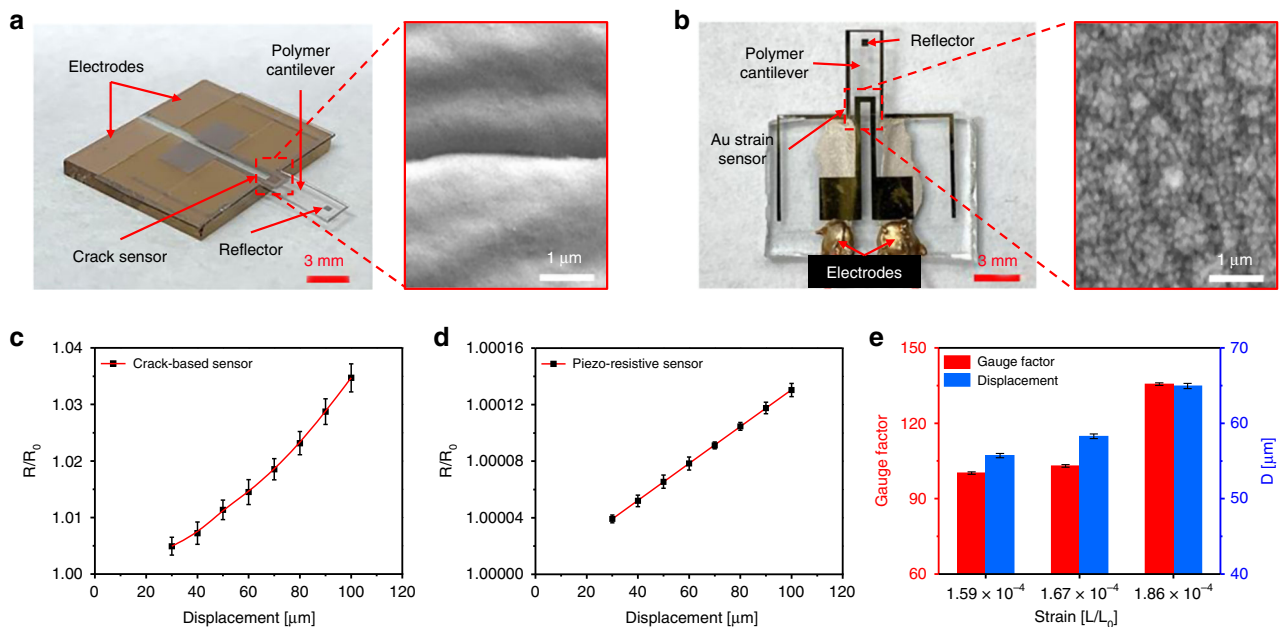 a
Electrodes
Polymer
cantilever
Crack sensor
Reflector
3 mm
1 μm
b
Reflector
Polymer
cantilever
Au strain
sensor
Electrodes
3 mm
1 μm
c
Crack-based sensor
R/R0
1.04
1.03
1.02
1.01
1.00
0
20
40
60
80
100
120
Displacement [μm]
d
Piezo-resistive sensor
R/R0
1.00016
1.00012
1.00008
1.00004
1.00000
0
20
40
60
80
100
120
Displacement [μm]
e
Gauge factor
Displacement
Gauge factor
150
120
90
60
D [μm]
70
60
50
40
1.59 × 10⁻⁴
1.67 × 10⁻⁴
1.86 × 10⁻⁴
Strain [L/L0]